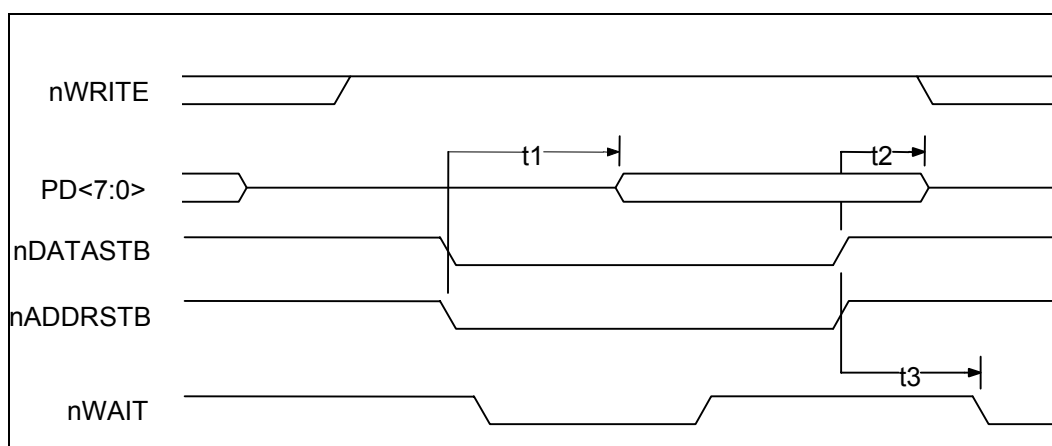 nWRITE
t1
t2
PD<7:0>
nDATASTB
nADDRSTB
t3
nWAIT